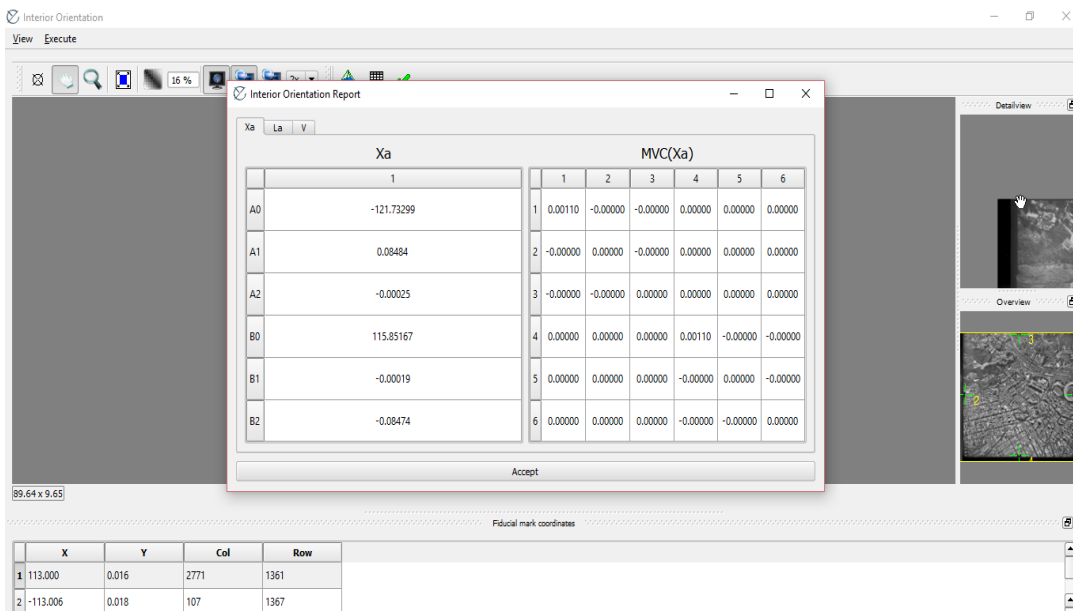 Interior Orientation
View Execute
16 %
2x
Interior Orientation Report
Detailview
Xa La V
Xa MVC(Xa)
1 1 2 3 4 5 6
A0 -121.73299 1 0.00110 -0.00000 -0.00000 0.00000 0.00000 0.00000
A1 0.08484 2 -0.00000 0.00000 -0.00000 0.00000 0.00000 0.00000
A2 -0.00025 3 -0.00000 -0.00000 0.00000 0.00000 0.00000 0.00000
Overview
B0 115.85167 4 0.00000 0.00000 0.00000 0.00110 -0.00000 -0.00000
3
B1 -0.00019 5 0.00000 0.00000 0.00000 -0.00000 0.00000 -0.00000
2
B2 -0.08474 6 0.00000 0.00000 0.00000 -0.00000 -0.00000 0.00000
Accept
89.64 x 9.65
Fiducial mark coordinates
X Y Col Row
1 113.000 0.016 2771 1361
2 -113.006 0.018 107 1367